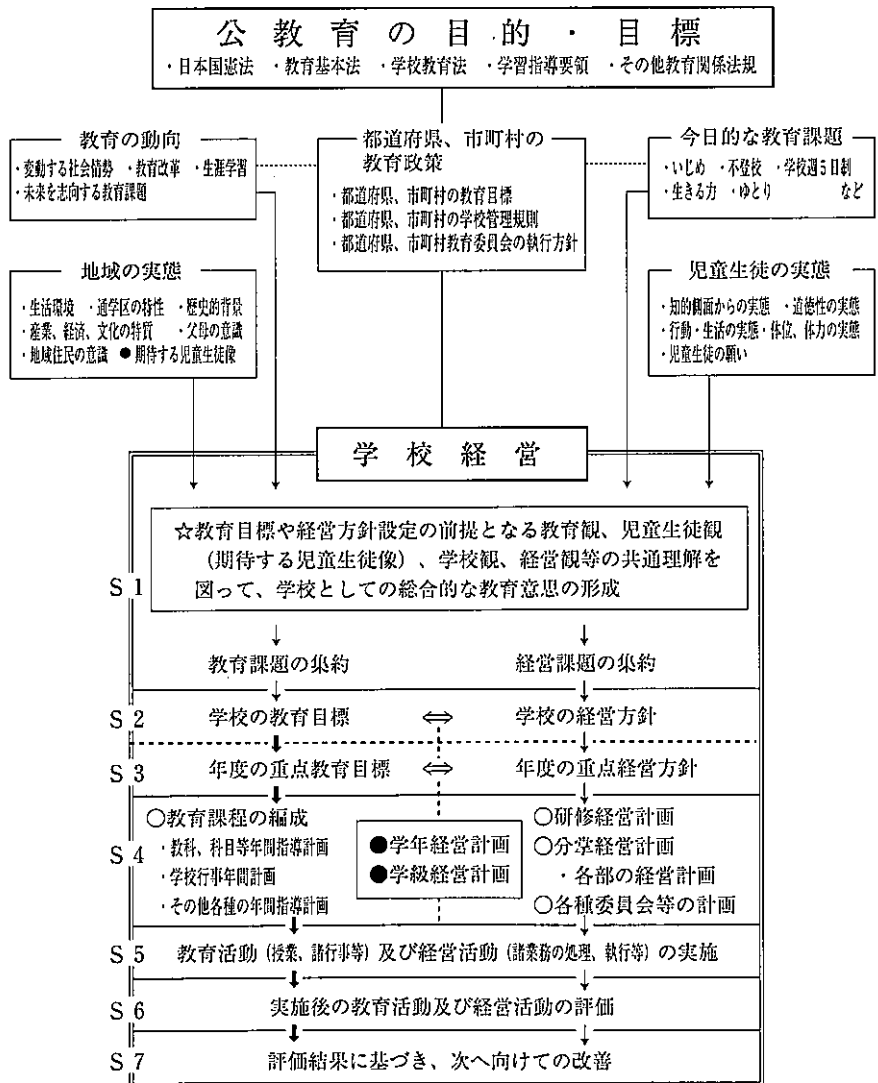 公教育の目的・目標
・日本国憲法 ・教育基本法 ・学校教育法 ・学習指導要領 ・その他教育関係法規
教育の動向
・変動する社会情勢 ・教育改革 ・生涯学習
・未来を志向する教育課題
都道府県、市町村の
教育政策
・都道府県、市町村の教育目標
・都道府県、市町村の学校管理規則
・都道府県、市町村教育委員会の執行方針
今日的な教育課題
・いじめ ・不登校 ・学校週5日制
・生きる力 ・ゆとり など
地域の実態
・生活環境 ・通学区の特性 ・歴史的背景
・産業、経済、文化の特質 ・父母の意識
・地域住民の意識 ●期待する児童生徒像
児童生徒の実態
・知的側面からの実態 ・道徳性の実態
・行動・生活の実態・体位、体力の実態
・児童生徒の願い
学校経営
☆教育目標や経営方針設定の前提となる教育観、児童生徒観
(期待する児童生徒像)、学校観、経営観等の共通理解を
図って、学校としての総合的な教育意思の形成
S1
教育課題の集約 経営課題の集約
S2 学校の教育目標 ⇔ 学校の経営方針
S3 年度の重点教育目標 ⇔ 年度の重点経営方針
S4
○教育課程の編成
・教科、科目等年間指導計画
・学校行事年間計画
・その他各種の年間指導計画
●学年経営計画
●学級経営計画
○研修経営計画
○分掌経営計画
・各部の経営計画
○各種委員会等の計画
S5 教育活動(授業、諸行事等)及び経営活動(諸業務の処理、執行等)の実施
S6 実施後の教育活動及び経営活動の評価
S7 評価結果に基づき、次へ向けての改善